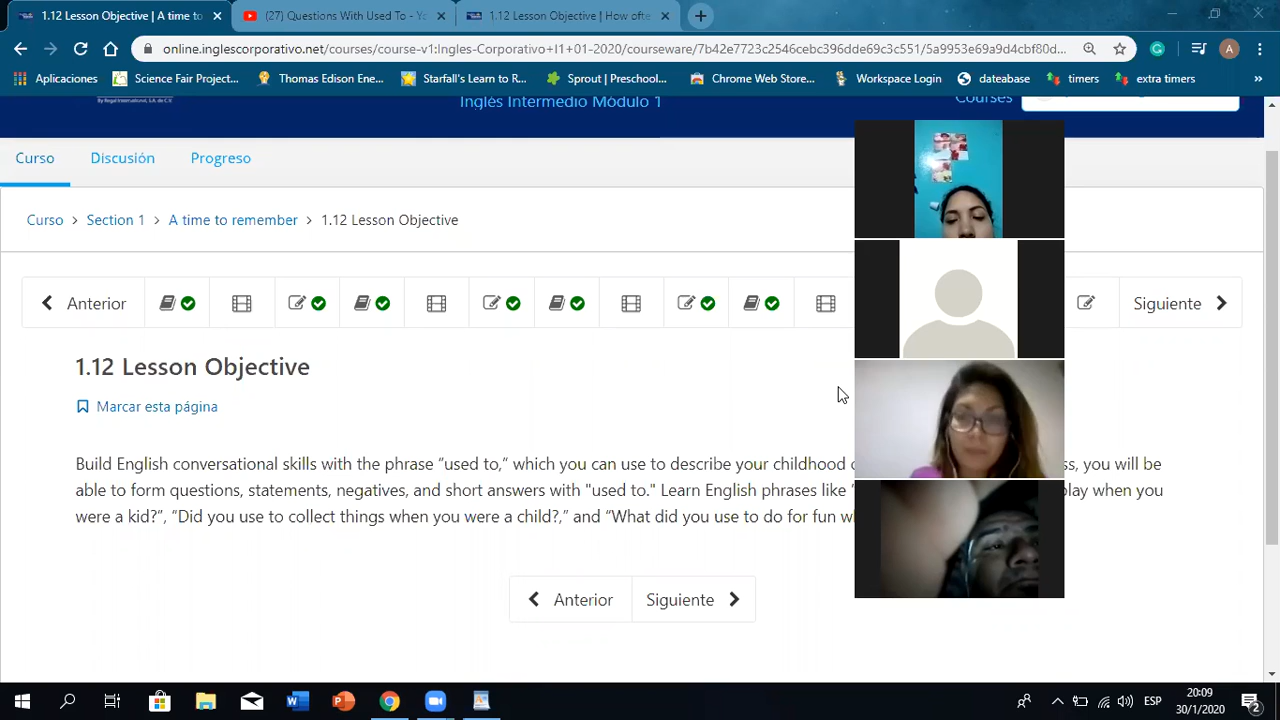 1.12 Lesson Objective | A time to
(27) Questions With Used To - Yo
1.12 Lesson Objective | How ofte
online.inglescorporativo.net/courses/course-v1:Ingles-Corporativo+I1+01-2020/courseware/7b42e7723c2546cebc396dde69c3c551/5a9953e69a9d4cbf80d...
A
Aplicaciones
Science Fair Project...
Thomas Edison Ene...
Starfall's Learn to R...
Sprout | Preschool...
Chrome Web Store...
Workspace Login
dateabase
timers
extra timers
»
By Regal International, S.A. de C.V.
Inglés Intermedio Módulo 1
Courses
Curso
Discusión
Progreso
Curso > Section 1 > A time to remember > 1.12 Lesson Objective
Anterior
Siguiente
1.12 Lesson Objective
Marcar esta página
Build English conversational skills with the phrase “used to,” which you can use to describe your childhood
ss, you will be
able to form questions, statements, negatives, and short answers with "used to." Learn English phrases like
play when you
were a kid?”, “Did you use to collect things when you were a child?,” and “What did you use to do for fun
Anterior
Siguiente
ESP
20:09
30/1/2020
2